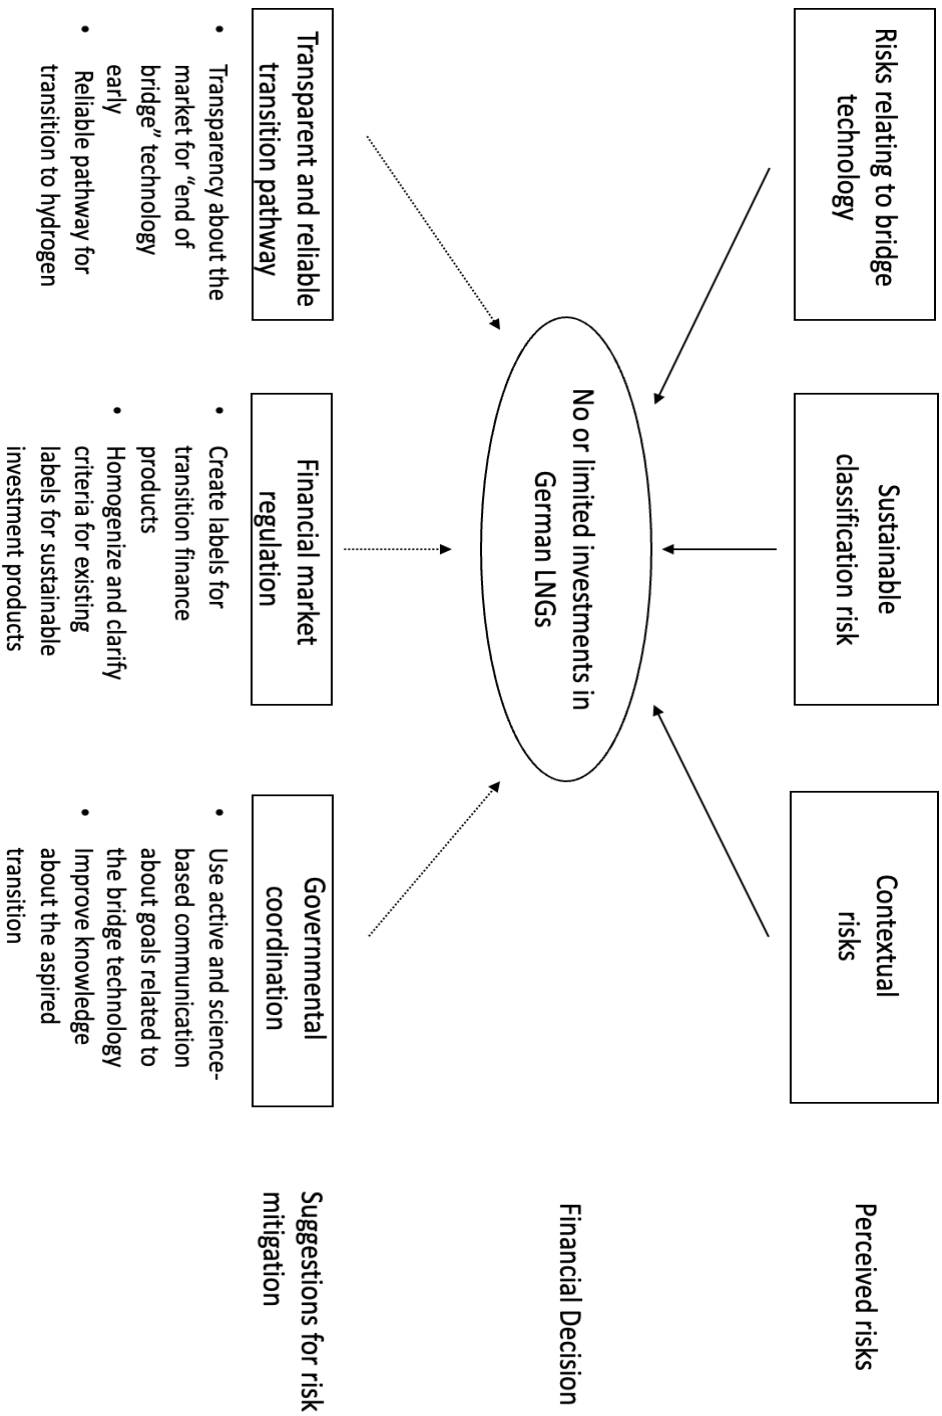 Risks relating to bridge
technology
Sustainable
classification risk
Contextual
risks
Perceived risks
No or limited investments in
German LNGs
Financial Decision
Transparent and reliable
transition pathway
• Transparency about the
market for “end of
bridge” technology
early
• Reliable pathway for
transition to hydrogen
Financial market
regulation
• Create labels for
transition finance
products
• Homogenize and clarify
criteria for existing
labels for sustainable
investment products
Governmental
coordination
• Use active and science-
based communication
about goals related to
the bridge technology
• Improve knowledge
about the aspired
transition
Suggestions for risk
mitigation